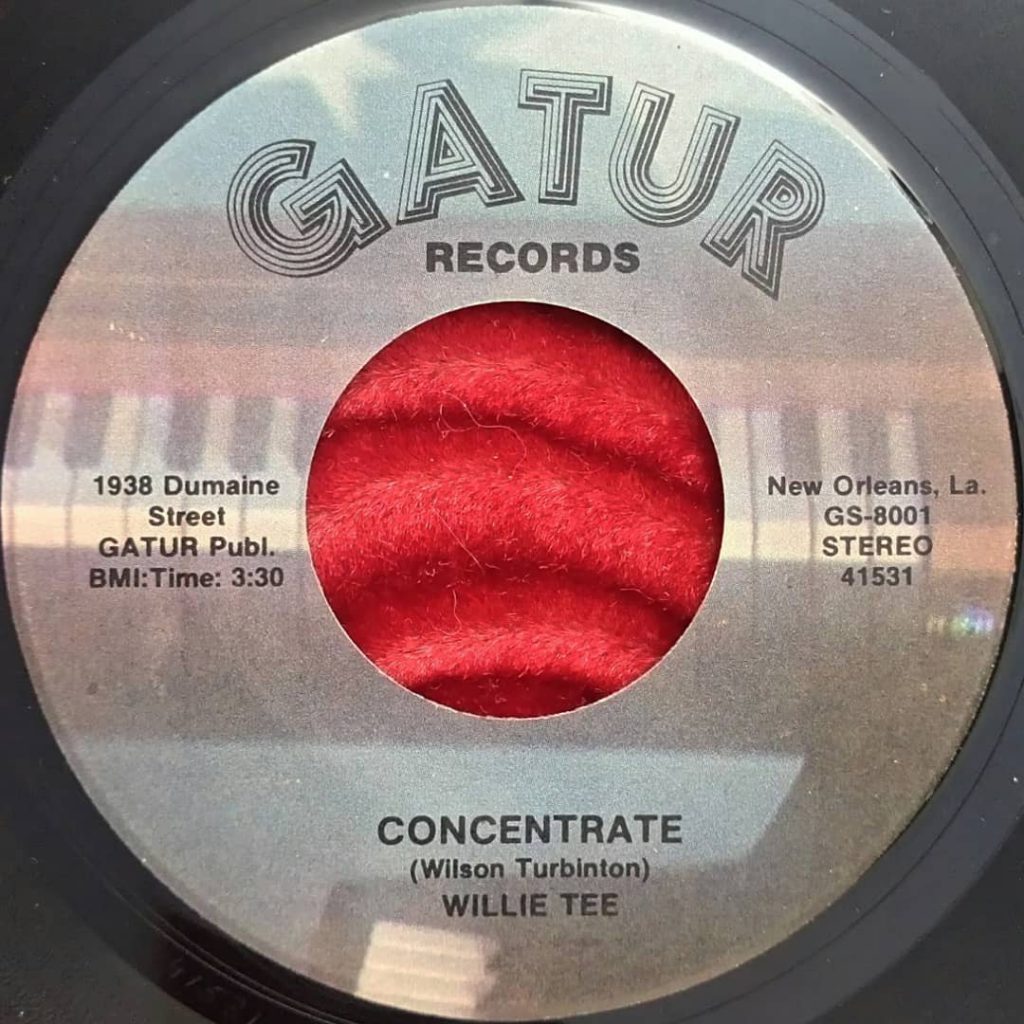 GATUR
RECORDS
1938 Dumaine
Street
GATUR Publ.
BMI:Time: 3:30
New Orleans, La.
GS-8001
STEREO
41531
CONCENTRATE
(Wilson Turbinton)
WILLIE TEE